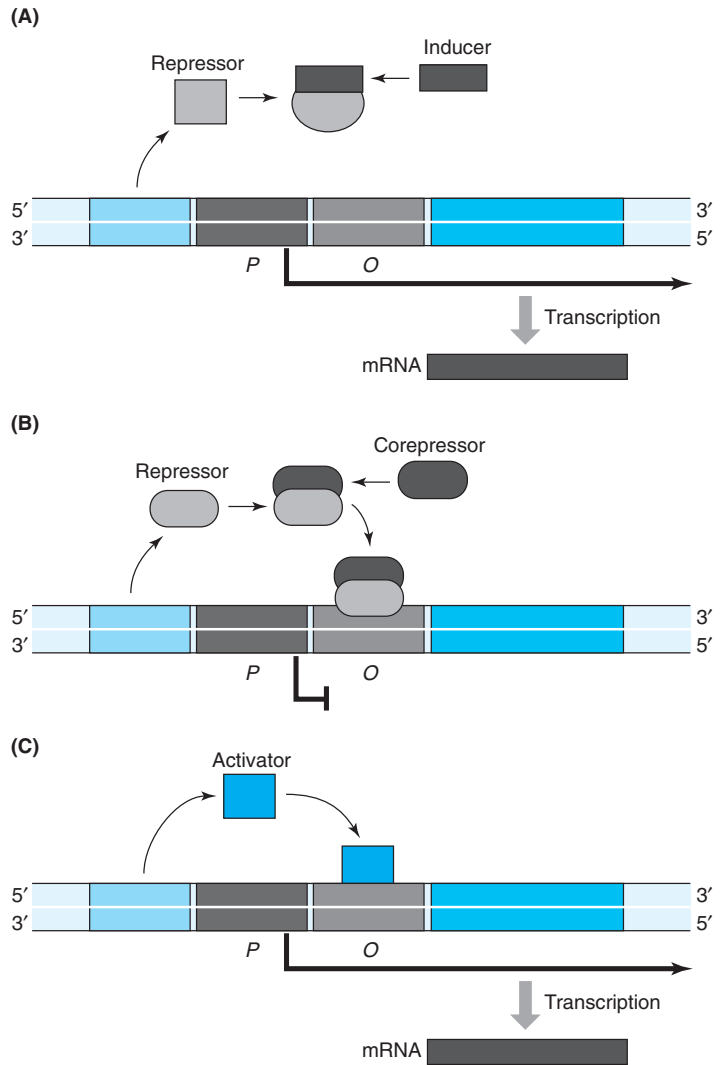 (A)
Inducer
Repressor
5′ 3′
3′ 5′
P O
Transcription
mRNA
(B)
Corepressor
Repressor
5′ 3′
3′ 5′
P O
(C)
Activator
5′ 3′
3′ 5′
P O
Transcription
mRNA